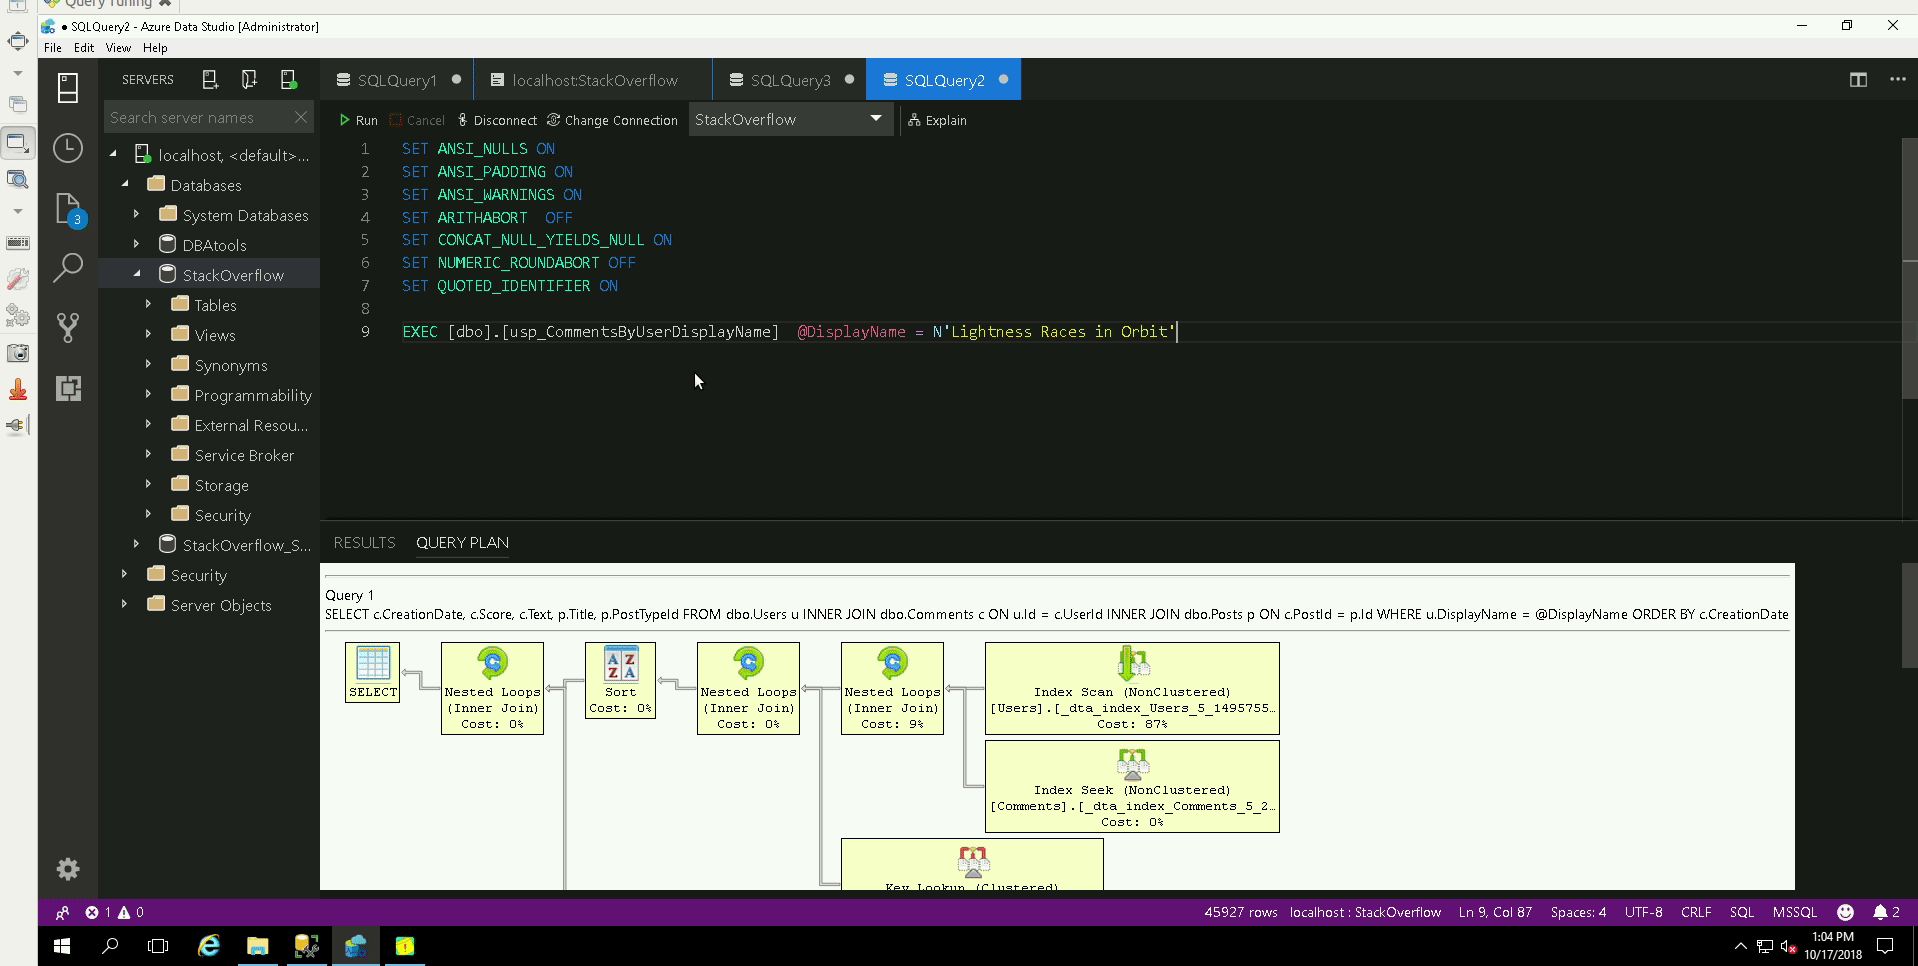 Query Tuning
• SQLQuery2 - Azure Data Studio [Administrator]
File Edit View Help
SERVERS
SQLQuery1
localhost:StackOverflow
SQLQuery3
SQLQuery2
Search server names
Run Cancel Disconnect Change Connection StackOverflow Explain
localhost, <default>...
Databases
System Databases
DBAtools
StackOverflow
Tables
Views
Synonyms
Programmability
External Resou...
Service Broker
Storage
Security
StackOverflow_S...
Security
Server Objects
3
1 SET ANSI_NULLS ON
2 SET ANSI_PADDING ON
3 SET ANSI_WARNINGS ON
4 SET ARITHABORT  OFF
5 SET CONCAT_NULL_YIELDS_NULL ON
6 SET NUMERIC_ROUNDABORT OFF
7 SET QUOTED_IDENTIFIER ON
8
9 EXEC [dbo].[usp_CommentsByUserDisplayName]  @DisplayName = N'Lightness Races in Orbit'
RESULTS QUERY PLAN
Query 1
SELECT c.CreationDate, c.Score, c.Text, p.Title, p.PostTypeId FROM dbo.Users u INNER JOIN dbo.Comments c ON u.Id = c.UserId INNER JOIN dbo.Posts p ON c.PostId = p.Id WHERE u.DisplayName = @DisplayName ORDER BY c.CreationDate
SELECT
Nested Loops
(Inner Join)
Cost: 0%
Sort
Cost: 0%
Nested Loops
(Inner Join)
Cost: 0%
Nested Loops
(Inner Join)
Cost: 9%
Index Scan (NonClustered)
[Users].[_dta_index_Users_5_1495755…
Cost: 87%
Index Seek (NonClustered)
[Comments].[_dta_index_Comments_5_2…
Cost: 0%
Key Lookup (Clustered)
1 0
45927 rows localhost : StackOverflow Ln 9, Col 87 Spaces: 4 UTF-8 CRLF SQL MSSQL 2
1:04 PM
10/17/2018